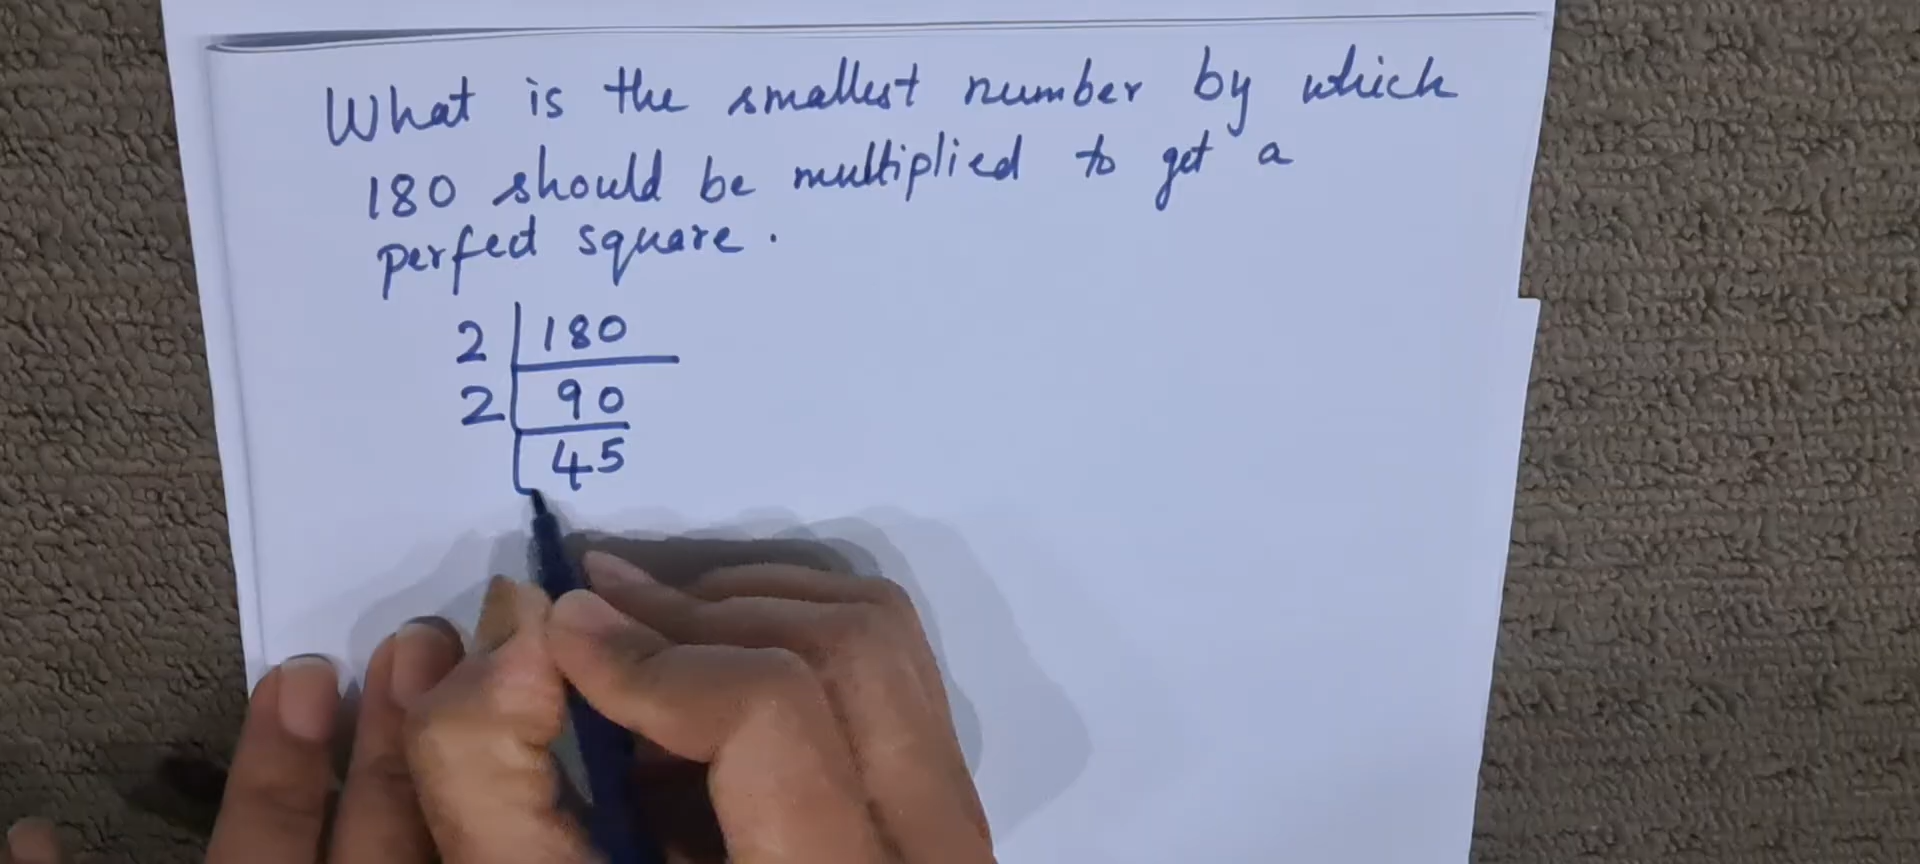 What is the smallest number by which
180 should be multiplied to get a
perfect square.
2 | 180
2 | 90
45